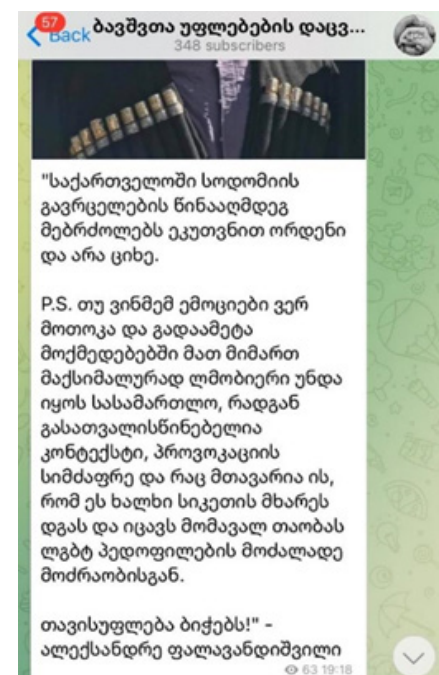 57
Back ბავშვთა უფლებების დაცვ...
348 subscribers
"საქართველოში სოდომიის
გავრცელების წინააღმდეგ
მებრძოლებს ეკუთვნით ორდენი
და არა ციხე.
P.S. თუ ვინმემ ემოციები ვერ
მოთოკა და გადაამეტა
მოქმედებებში მათ მიმართ
მაქსიმალურად ლმობიერი უნდა
იყოს სასამართლო, რადგან
გასათვალისწინებელია
კონტექსტი, პროვოკაციის
სიმძაფრე და რაც მთავარია ის,
რომ ეს ხალხი სიკეთის მხარეს
დგას და იცავს მომავალ თაობას
ლგბტ პედოფილების მოძალადე
მოძრაობისგან.
თავისუფლება ბიჭებს!" -
ალექსანდრე ფალავანდიშვილი
63 19:18